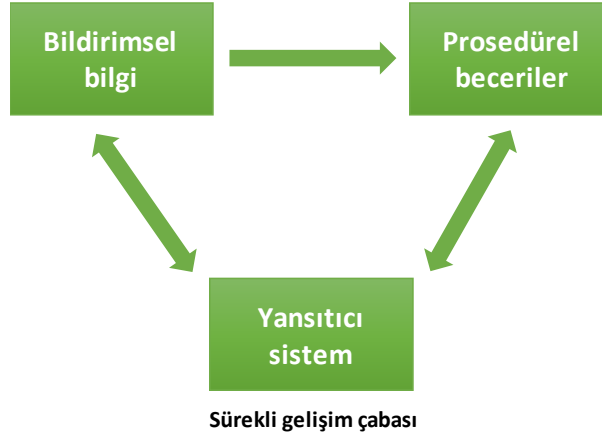 Bildirimsel
bilgi
Prosedürel
beceriler
Yansıtıcı
sistem
Sürekli gelişim çabası